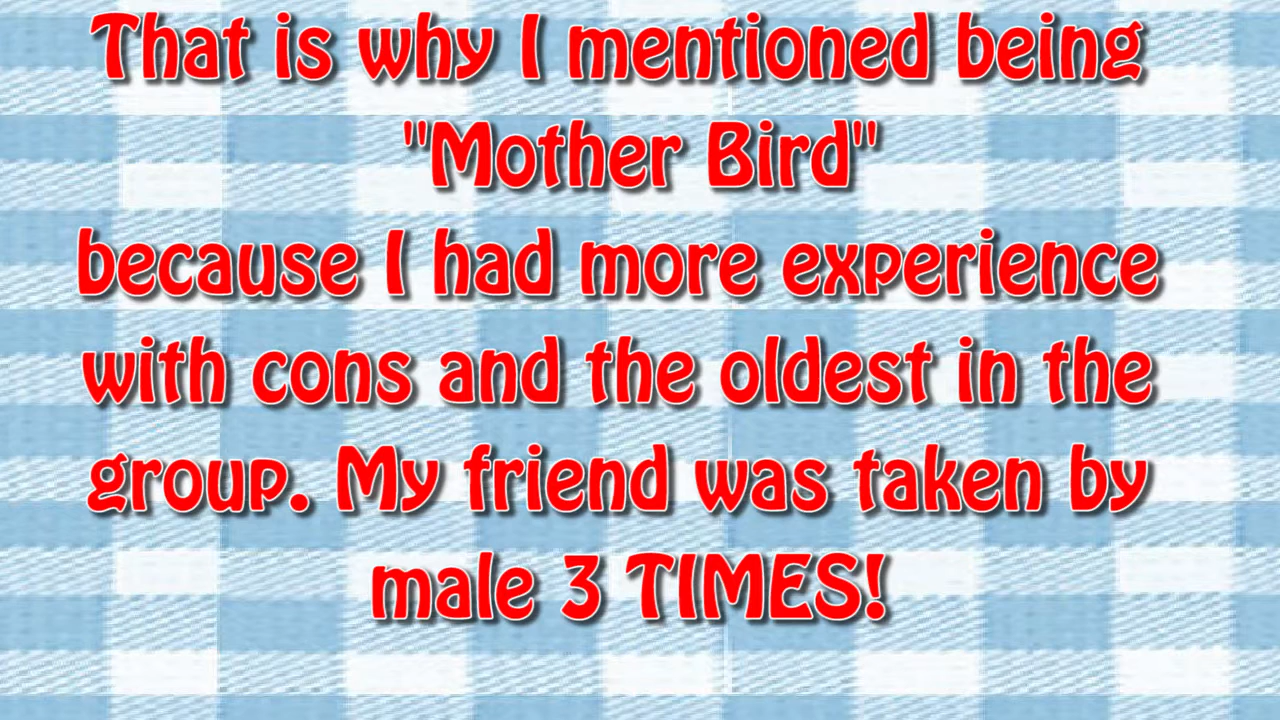 That is why I mentioned being
"Mother Bird"
because I had more experience
with cons and the oldest in the
group. My friend was taken by
male 3 TIMES!